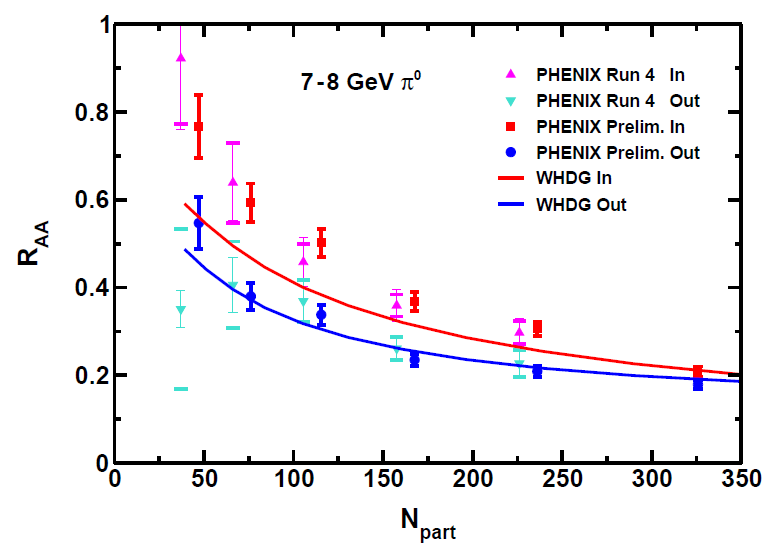 1
0.8
0.6
0.4
0.2
0
R_AA
7-8 GeV π⁰
PHENIX Run 4 In
PHENIX Run 4 Out
PHENIX Prelim. In
PHENIX Prelim. Out
WHDG In
WHDG Out
0 50 100 150 200 250 300 350
N_part